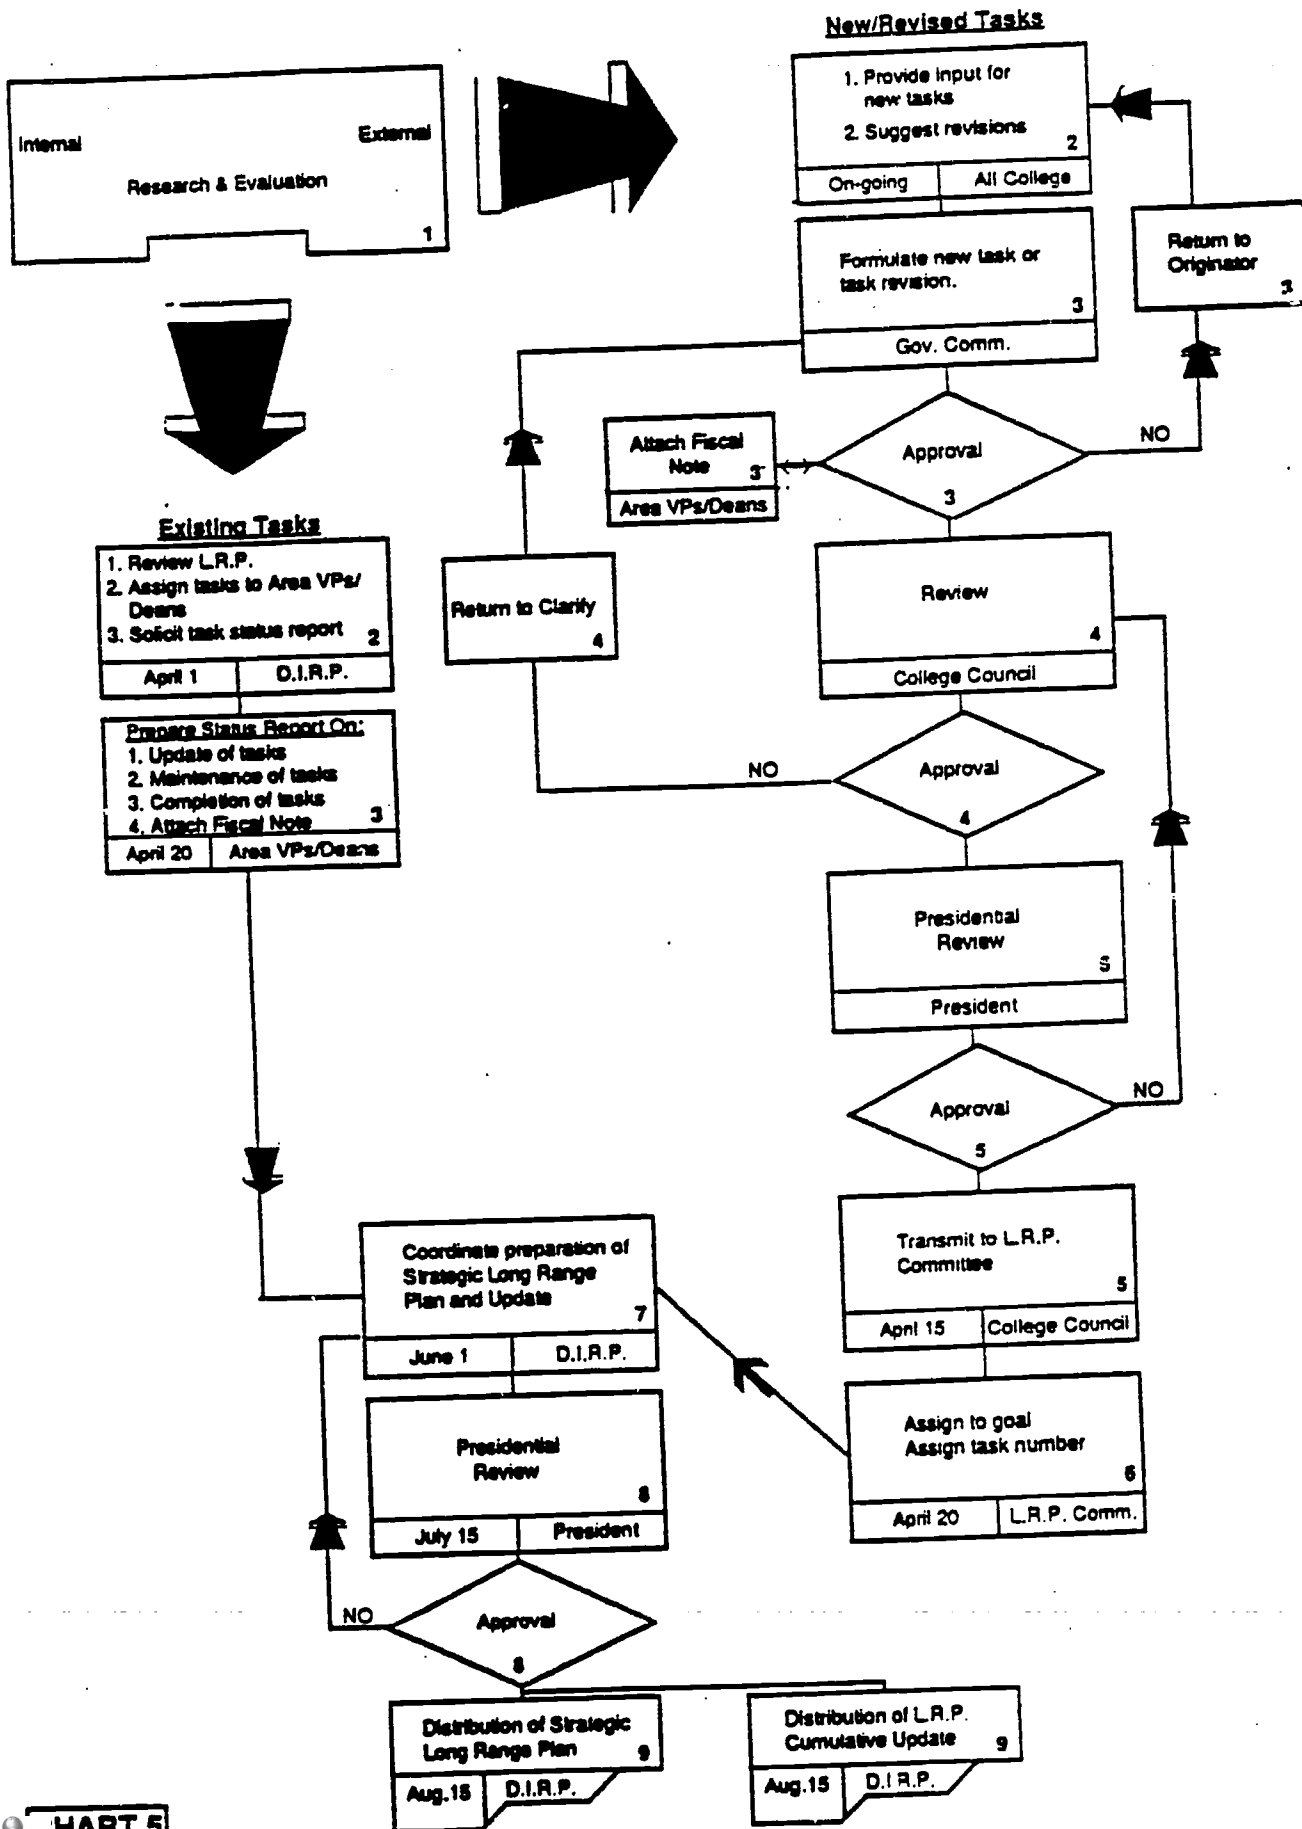 New/Revised Tasks
Internal
External
Research & Evaluation
1
1. Provide input for
new tasks
2. Suggest revisions
2
On-going
All College
Formulate new task or
task revision.
3
Gov. Comm.
Return to
Originator
3
Approval
3
NO
Attach Fiscal
Note
3
Area VPs/Deans
Existing Tasks
1. Review L.R.P.
2. Assign tasks to Area VPs/
Deans
3. Solicit task status report
2
April 1
D.I.R.P.
Prepare Status Report On:
1. Update of tasks
2. Maintenance of tasks
3. Completion of tasks
4. Attach Fiscal Note
3
April 20
Area VPs/Deans
Return to Clarify
4
Review
4
College Council
NO
Approval
4
Presidential
Review
5
President
Approval
5
NO
Transmit to L.R.P.
Committee
5
April 15
College Council
Assign to goal
Assign task number
6
April 20
L.R.P. Comm.
Coordinate preparation of
Strategic Long Range
Plan and Update
7
June 1
D.I.R.P.
Presidential
Review
8
July 15
President
NO
Approval
8
Distribution of Strategic
Long Range Plan
9
Aug.15
D.I.R.P.
Distribution of L.R.P.
Cumulative Update
9
Aug.15
D.I.R.P.
HART 5